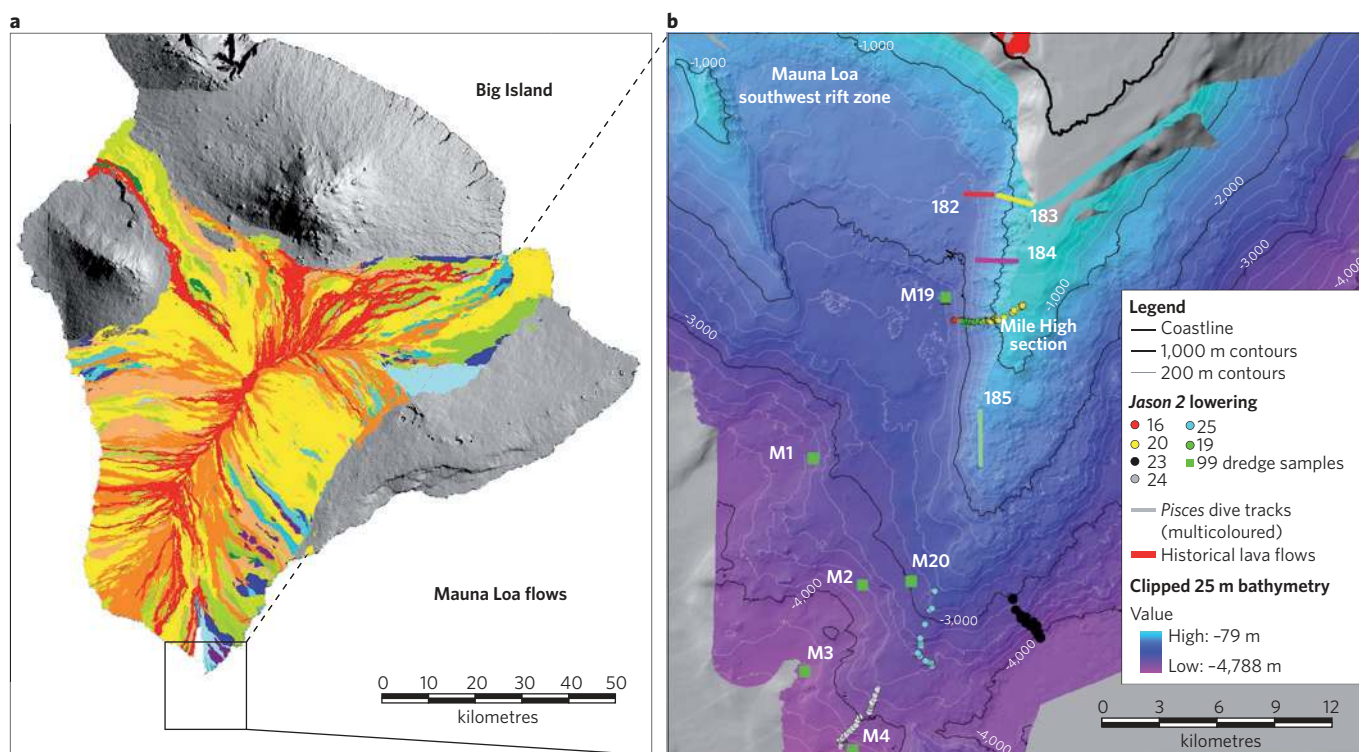 a
Big Island
Mauna Loa flows
0 10 20 30 40 50
kilometres
b
-1,000
-1,000
Mauna Loa
southwest rift zone
-2,000
-3,000
-4,000
182
183
184
M19
-1,000
Mile High
section
-3,000
185
M1
M20
M2
-4,000
-3,000
-4,000
M3
M4
-4,000
Legend
Coastline
1,000 m contours
200 m contours
Jason 2 lowering
16 25
20 19
23 99 dredge samples
24
Pisces dive tracks
(multicoloured)
Historical lava flows
Clipped 25 m bathymetry
Value
High: –79 m
Low: –4,788 m
0 3 6 9 12
kilometres